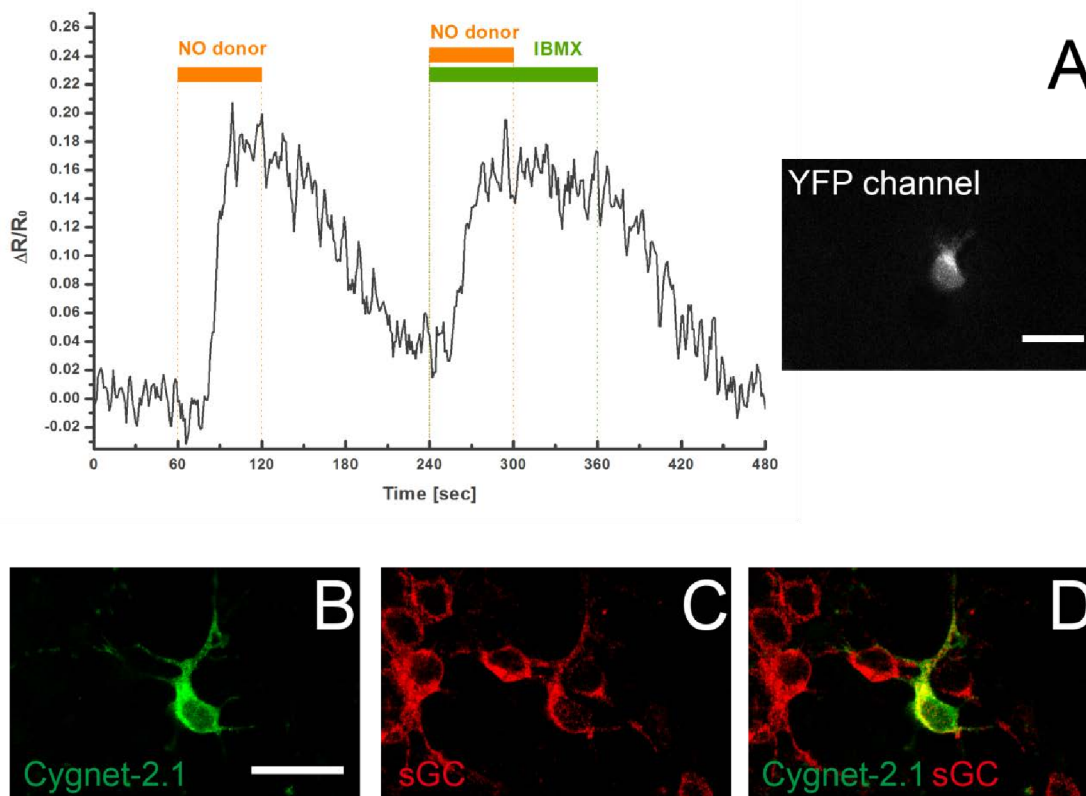 A
NO donor
NO donor
IBMX
0.26
0.24
0.22
0.20
0.18
0.16
0.14
0.12
0.10
0.08
0.06
0.04
0.02
0.00
-0.02
ΔR/R₀
0 60 120 180 240 300 360 420 480
Time [sec]
YFP channel
B
Cygnet-2.1
C
sGC
D
Cygnet-2.1 sGC